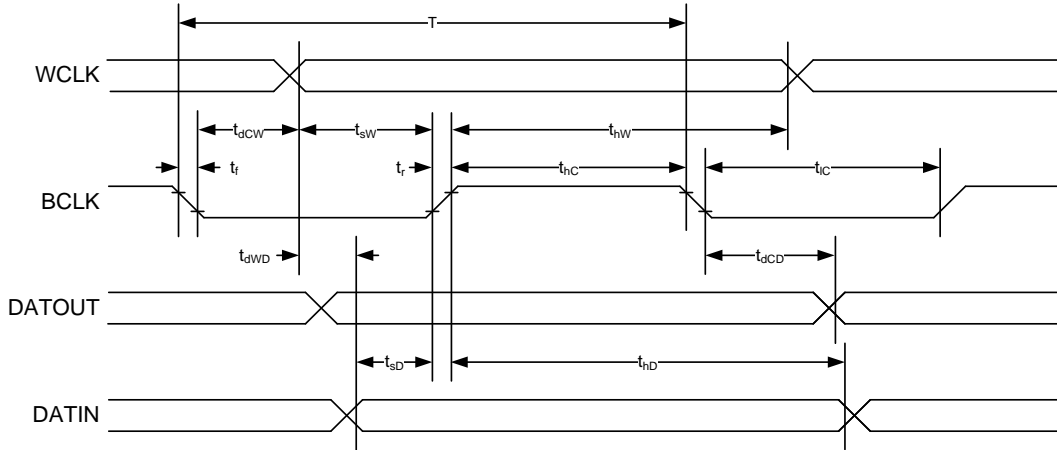 T
WCLK
tdCW tsW thW
tf tr thC tlC
BCLK
tdWD tdCD
DATOUT
tsD thD
DATIN